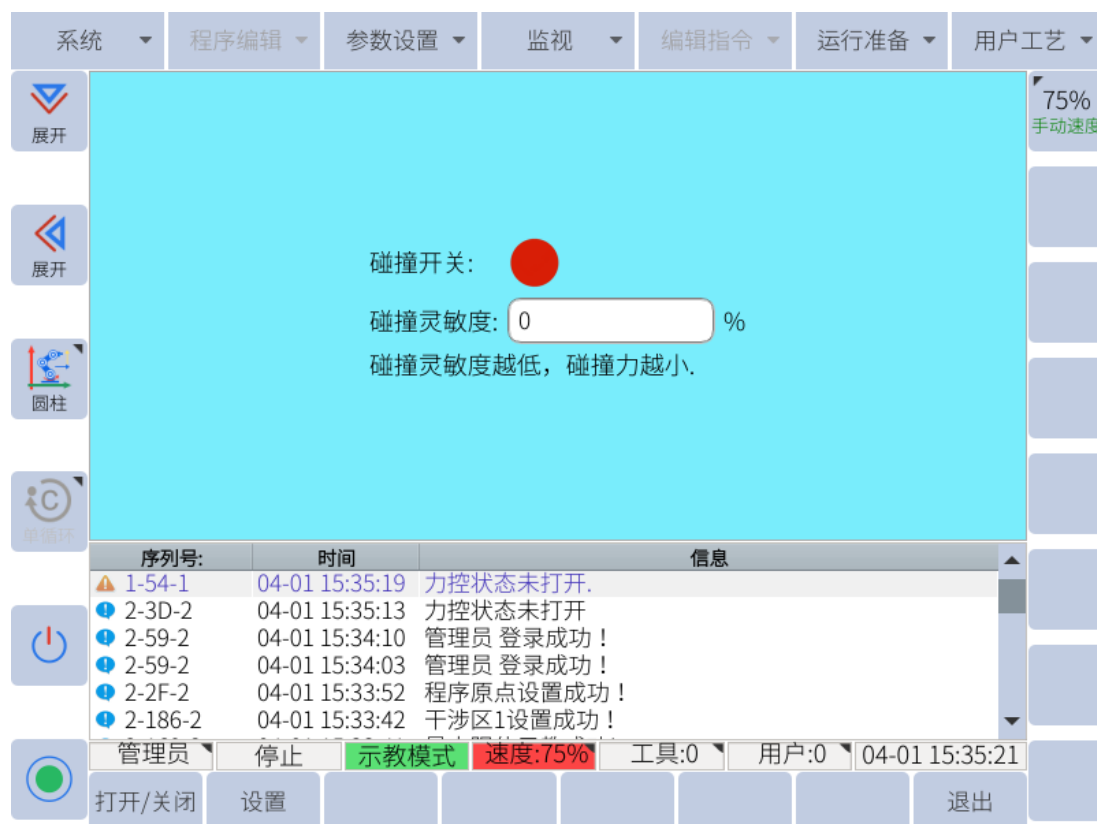 系统 程序编辑 参数设置 监视 编辑指令 运行准备 用户工艺
展开
75%
手动速度
展开
碰撞开关:
碰撞灵敏度: 0 %
碰撞灵敏度越低，碰撞力越小.
圆柱
单循环
序列号: 时间 信息
1-54-1 04-01 15:35:19 力控状态未打开.
2-3D-2 04-01 15:35:13 力控状态未打开
2-59-2 04-01 15:34:10 管理员 登录成功！
2-59-2 04-01 15:34:03 管理员 登录成功！
2-2F-2 04-01 15:33:52 程序原点设置成功！
2-186-2 04-01 15:33:42 干涉区1设置成功！
管理员 停止 示教模式 速度:75% 工具:0 用户:0 04-01 15:35:21
打开/关闭 设置 退出